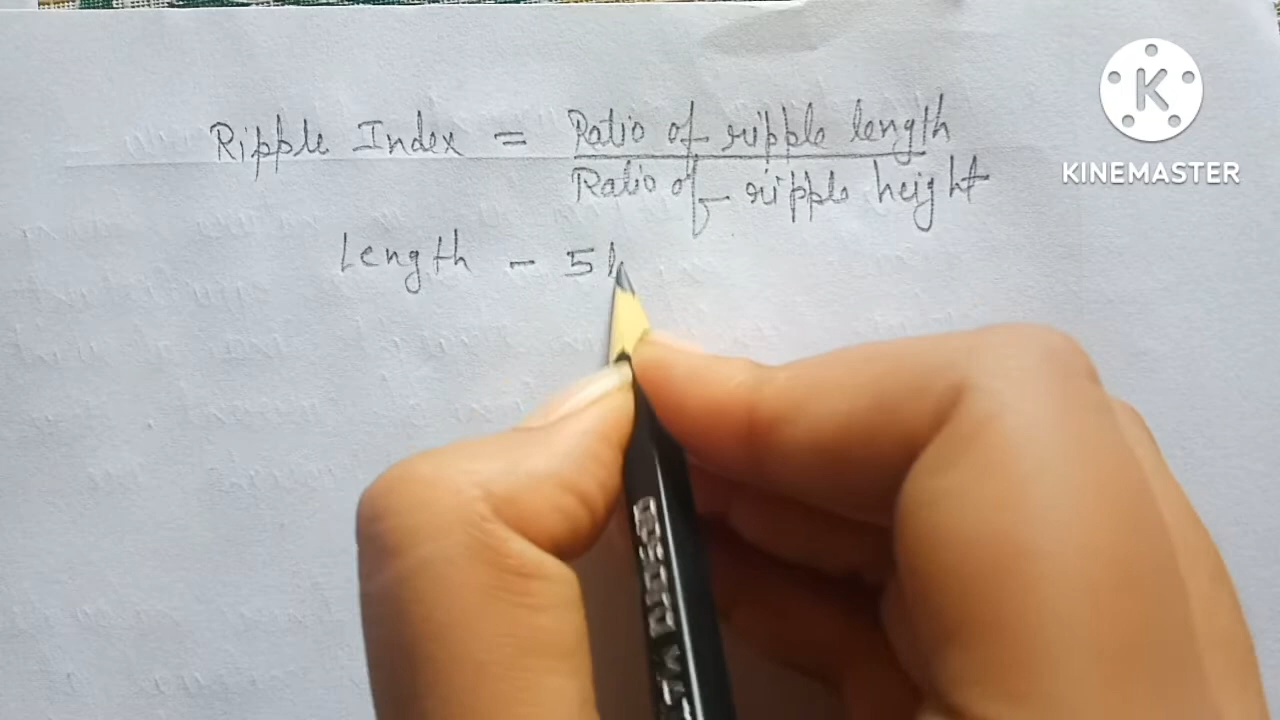 Ripple Index = Ratio of ripple length
Ratio of ripple height
Length - 5
KINEMASTER